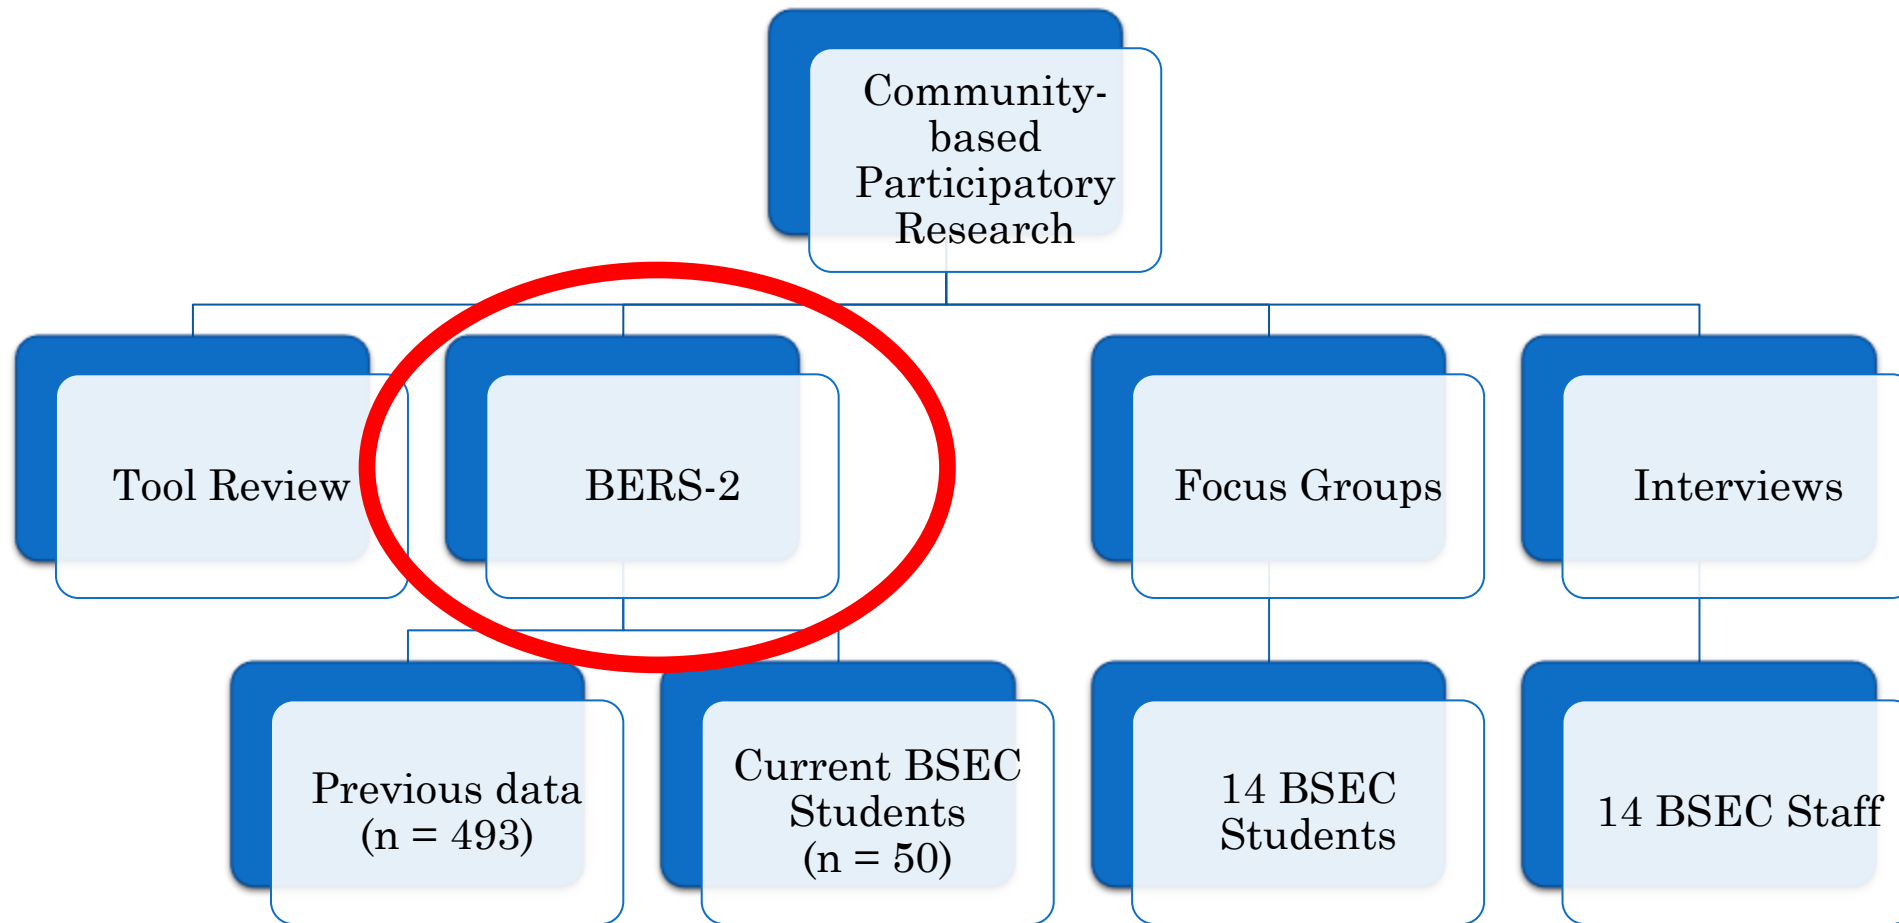 Community-
based
Participatory
Research
Tool Review
BERS-2
Focus Groups
Interviews
Previous data
(n = 493)
Current BSEC
Students
(n = 50)
14 BSEC
Students
14 BSEC Staff